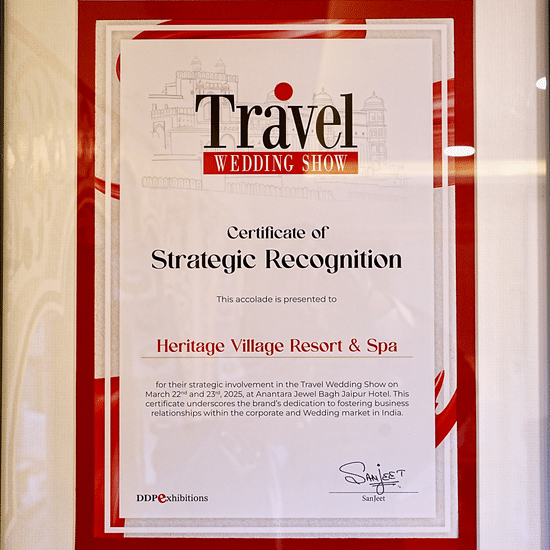 Travel
WEDDING SHOW
Certificate of
Strategic Recognition
This accolade is presented to
Heritage Village Resort & Spa
for their strategic involvement in the Travel Wedding Show on
March 22nd and 23rd, 2025, at Anantara Jewel Bagh Jaipur Hotel. This
certificate underscores the brand's dedication to fostering business
relationships within the corporate and Wedding market in India.
SANJEET
DDPExhibitions
SanJeet